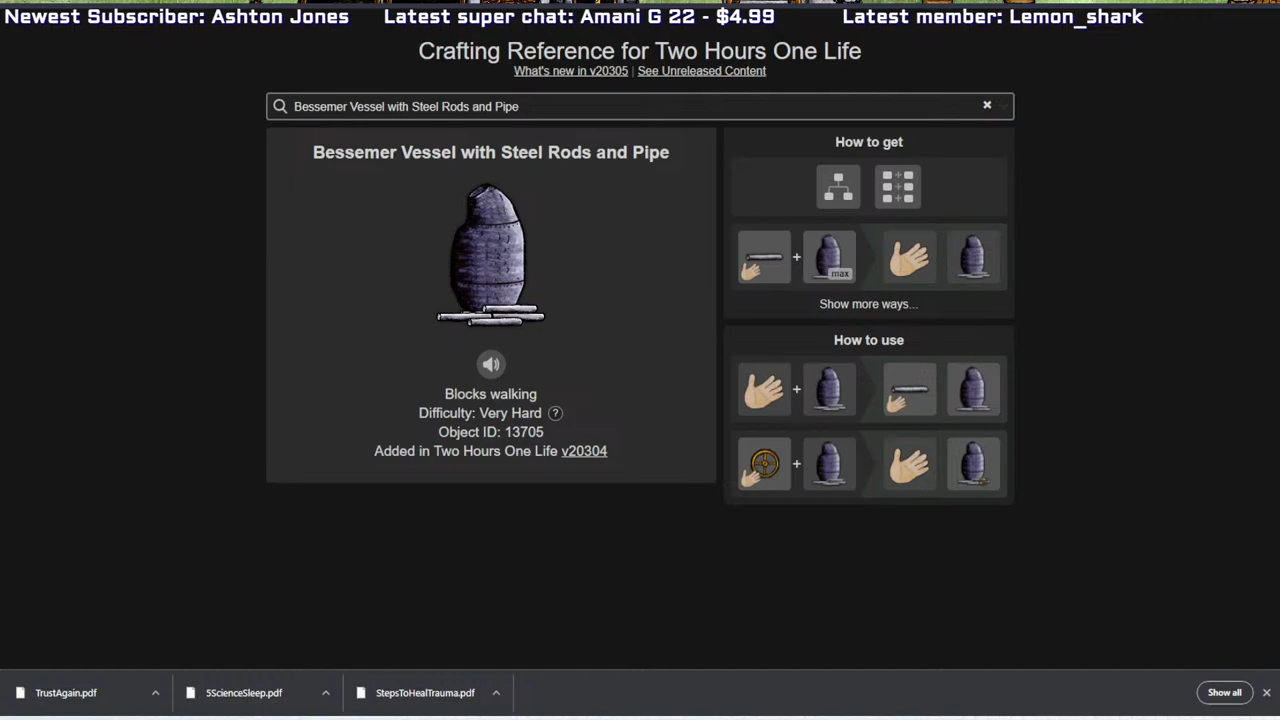 Newest Subscriber: Ashton Jones Latest super chat: Amani G 22 - $4.99 Latest member: Lemon_shark
Crafting Reference for Two Hours One Life
What's new in v20305 | See Unreleased Content
Bessemer Vessel with Steel Rods and Pipe
Bessemer Vessel with Steel Rods and Pipe
Blocks walking
Difficulty: Very Hard ?
Object ID: 13705
Added in Two Hours One Life v20304
How to get
+ max
Show more ways...
How to use
+
+
TrustAgain.pdf 5ScienceSleep.pdf StepsToHealTrauma.pdf Show all